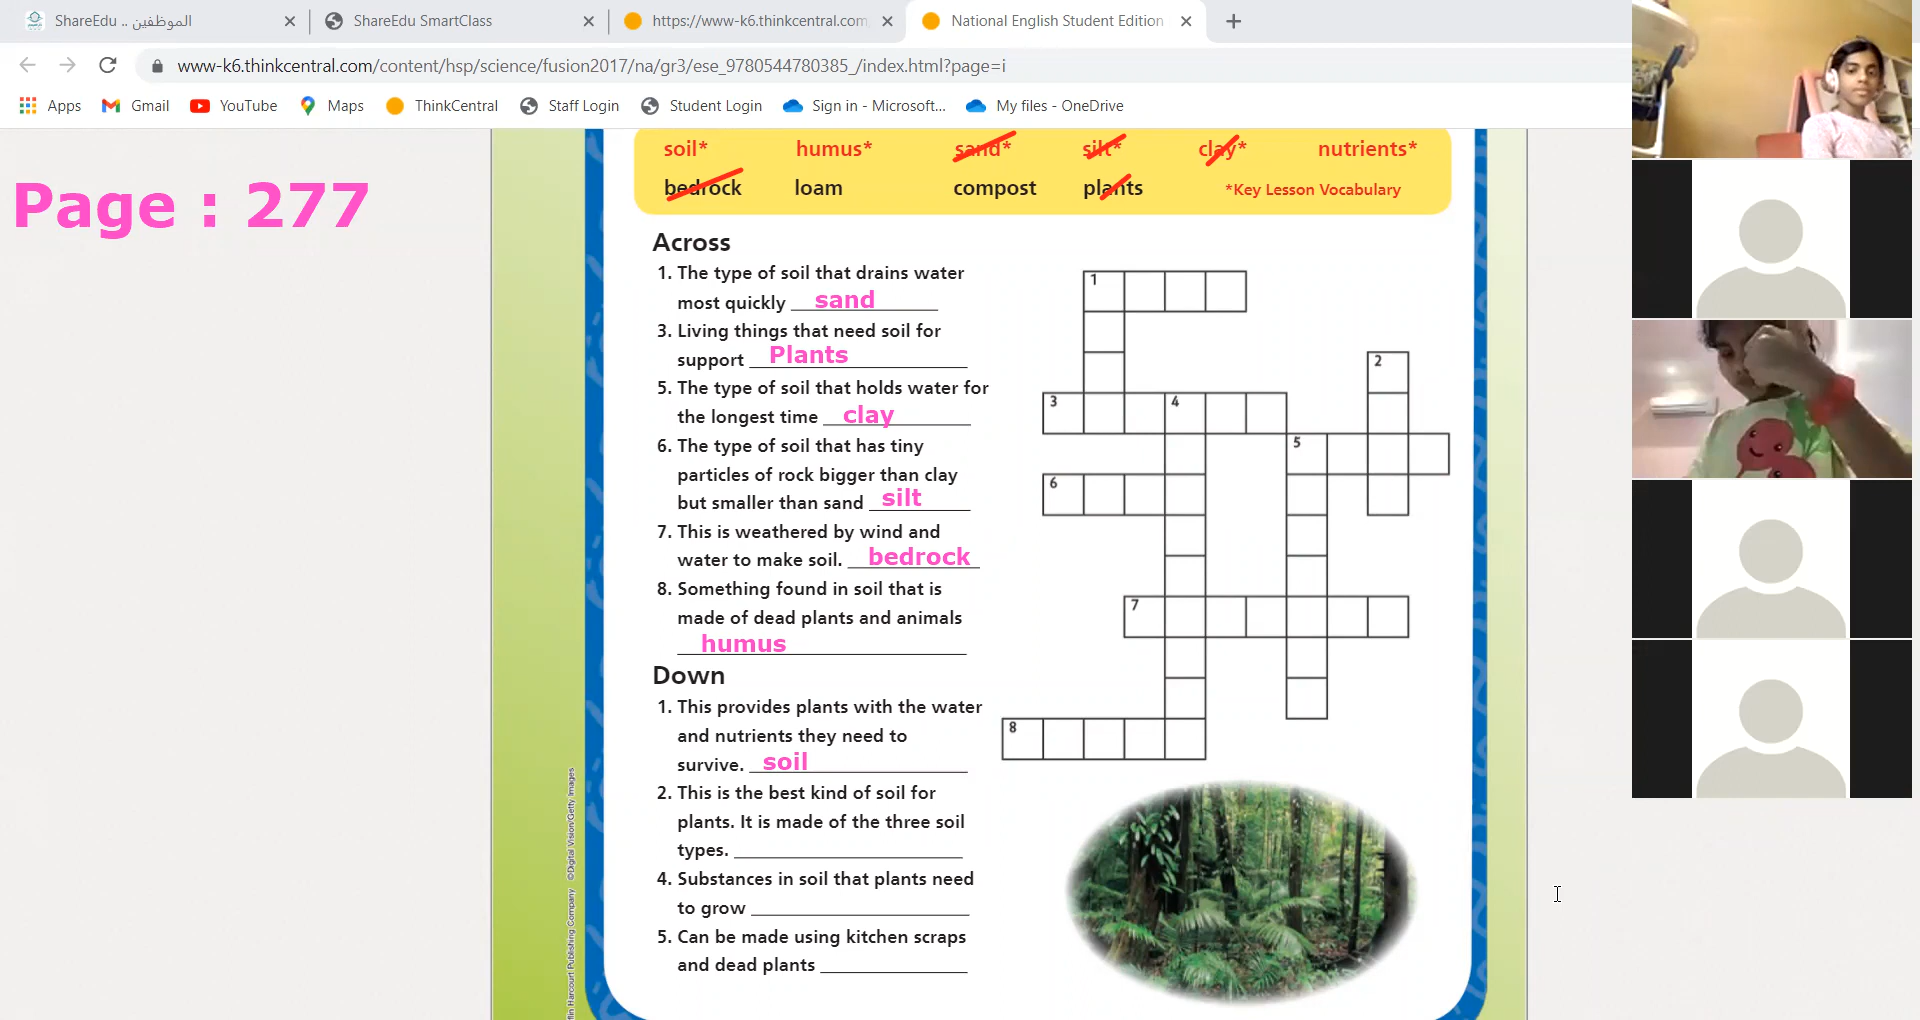 ShareEdu .. الموظفين
ShareEdu SmartClass
https://www-k6.thinkcentral.com
National English Student Edition
www-k6.thinkcentral.com/content/hsp/science/fusion2017/na/gr3/ese_9780544780385_/index.html?page=i
Apps Gmail YouTube Maps ThinkCentral Staff Login Student Login Sign in - Microsoft... My files - OneDrive
Page : 277
soil* humus* sand* silt* clay* nutrients*
bedrock loam compost plants *Key Lesson Vocabulary
Across
1. The type of soil that drains water
most quickly sand
3. Living things that need soil for
support Plants
5. The type of soil that holds water for
the longest time clay
6. The type of soil that has tiny
particles of rock bigger than clay
but smaller than sand silt
7. This is weathered by wind and
water to make soil. bedrock
8. Something found in soil that is
made of dead plants and animals
humus
Down
1. This provides plants with the water
and nutrients they need to
survive. soil
2. This is the best kind of soil for
plants. It is made of the three soil
types.
4. Substances in soil that plants need
to grow
5. Can be made using kitchen scraps
and dead plants
1
2
3 4
5
6
7
8
Harcourt Publishing Company ©Digital Vision/Getty Images